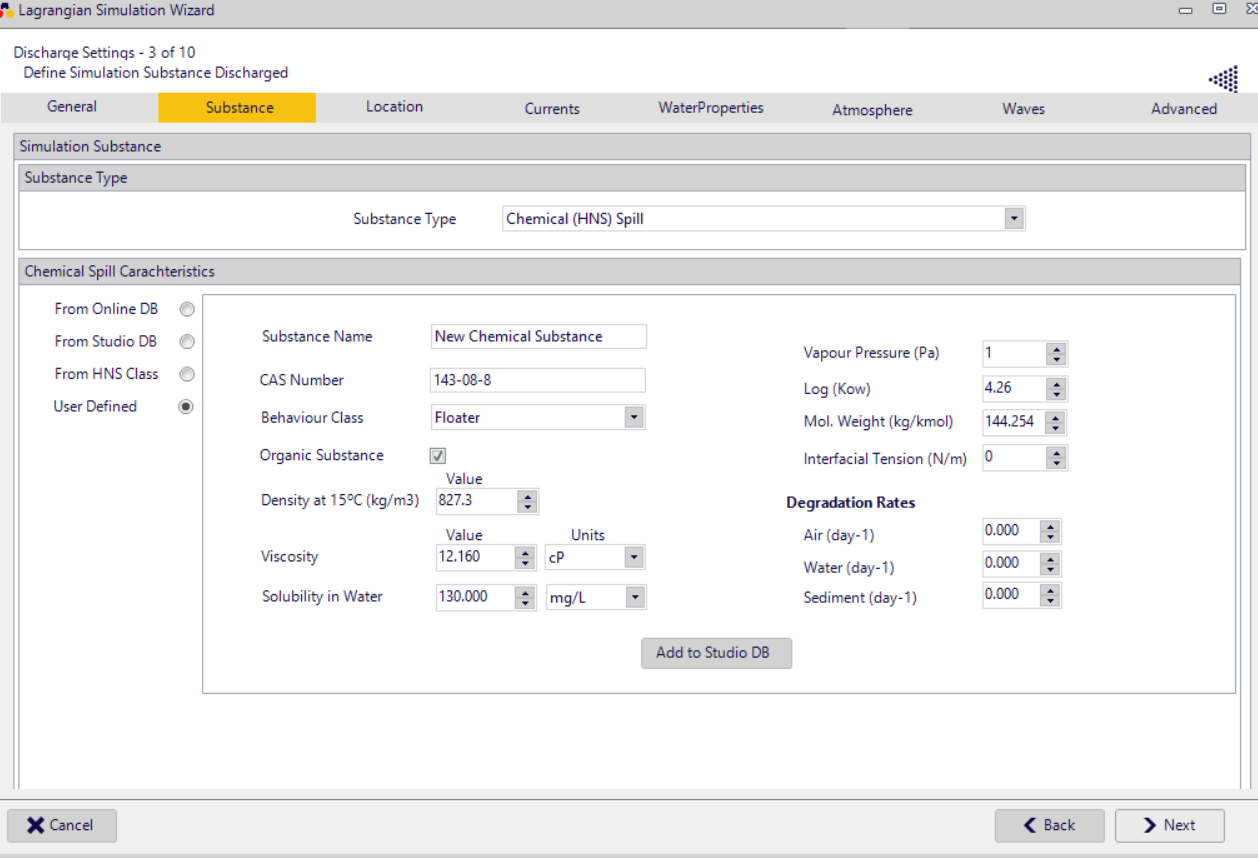 Lagrangian Simulation Wizard
Discharge Settings - 3 of 10
Define Simulation Substance Discharged
General Substance Location Currents WaterProperties Atmosphere Waves Advanced
Simulation Substance
Substance Type
Substance Type Chemical (HNS) Spill
Chemical Spill Carachteristics
From Online DB
From Studio DB
From HNS Class
User Defined
Substance Name New Chemical Substance
CAS Number 143-08-8
Behaviour Class Floater
Organic Substance
Value
Density at 15ºC (kg/m3) 827.3
Value Units
Viscosity 12.160 cP
Solubility in Water 130.000 mg/L
Vapour Pressure (Pa) 1
Log (Kow) 4.26
Mol. Weight (kg/kmol) 144.254
Interfacial Tension (N/m) 0
Degradation Rates
Air (day-1) 0.000
Water (day-1) 0.000
Sediment (day-1) 0.000
Add to Studio DB
Cancel Back Next